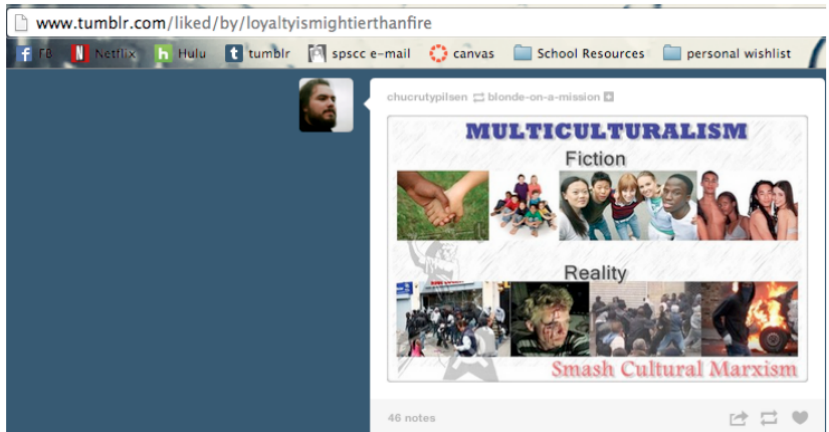 www.tumblr.com/liked/by/loyaltyismightierthanfire
FB Netflix Hulu tumblr spscc e-mail canvas School Resources personal wishlist
chucrutypilsen blonde-on-a-mission
MULTICULTURALISM
Fiction
Reality
Smash Cultural Marxism
46 notes